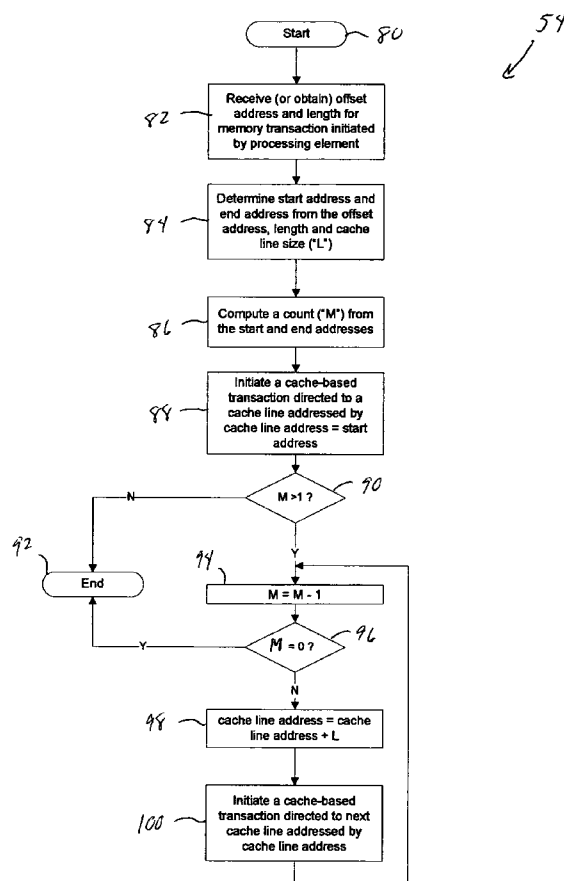 54
Start
80
82
Receive (or obtain) offset
address and length for
memory transaction initiated
by processing element
84
Determine start address and
end address from the offset
address, length and cache
line size ("L")
86
Compute a count ("M") from
the start and end addresses
88
Initiate a cache-based
transaction directed to a
cache line addressed by
cache line address = start
address
90
M >1 ?
N
Y
92
End
94
M = M - 1
96
M = 0 ?
Y
N
98
cache line address = cache
line address + L
100
Initiate a cache-based
transaction directed to next
cache line addressed by
cache line address